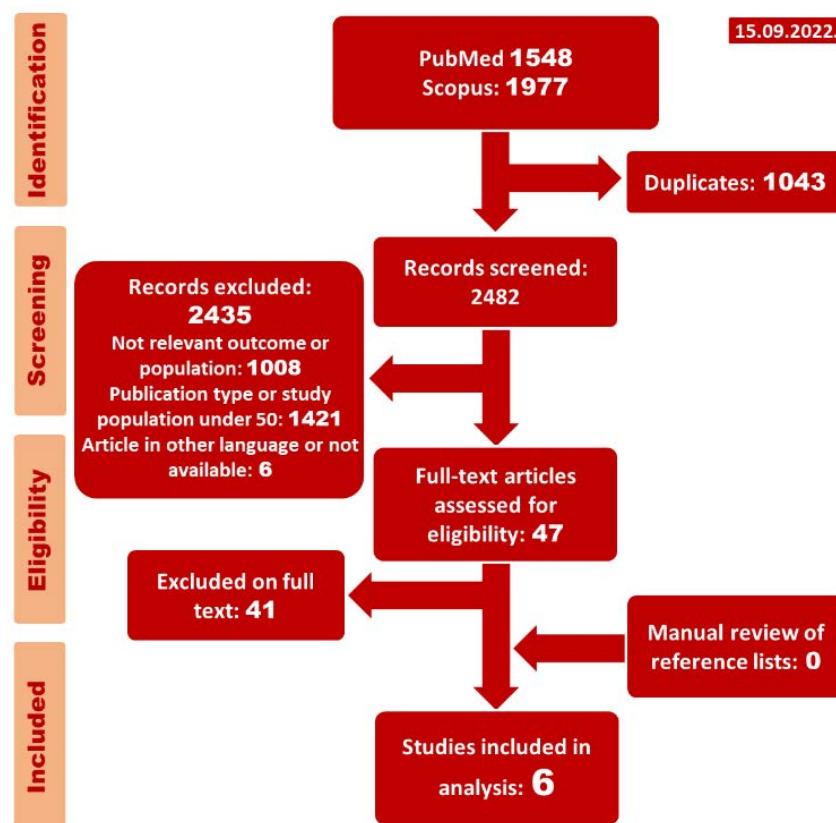 15.09.2022.
Identification
PubMed 1548
Scopus: 1977
Duplicates: 1043
Screening
Records screened:
2482
Records excluded:
2435
Not relevant outcome or
population: 1008
Publication type or study
population under 50: 1421
Article in other language or not
available: 6
Eligibility
Full-text articles
assessed for
eligibility: 47
Excluded on full
text: 41
Manual review of
reference lists: 0
Included
Studies included in
analysis: 6